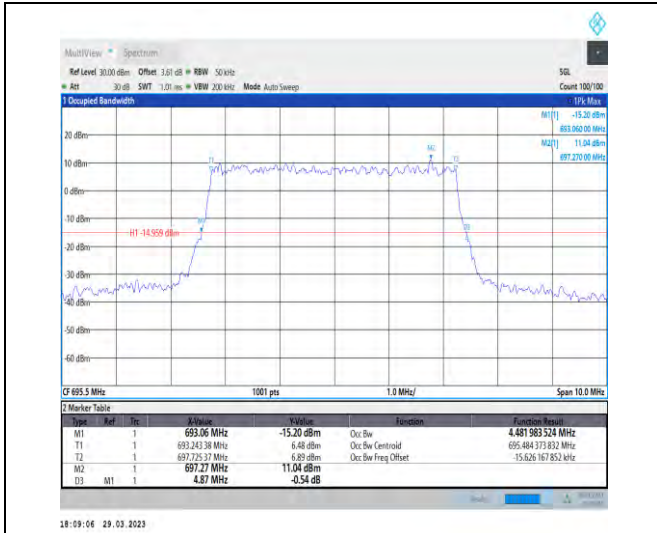 MultiView Spectrum
Ref Level 30.00 dBm Offset 3.61 dB RBW 50 kHz SGL
Att 30 dB SWT 1.01 ms VBW 200 kHz Mode Auto Sweep Count 100/100
1 Occupied Bandwidth 1Pk Max
M1[1] -15.20 dBm
693.060 00 MHz
20 dBm
M2[1] 11.04 dBm
697.270 00 MHz
M2
10 dBm
T1 T2
0 dBm
-10 dBm
M1 D3
H1 -14.959 dBm
-20 dBm
-30 dBm
-40 dBm
-50 dBm
-60 dBm
CF 695.5 MHz 1001 pts 1.0 MHz/ Span 10.0 MHz
2 Marker Table
Type Ref Trc X-Value Y-Value Function Function Result
M1 1 693.06 MHz -15.20 dBm Occ Bw 4.481 983 524 MHz
T1 1 693.243 38 MHz 6.48 dBm Occ Bw Centroid 695.484 373 832 MHz
T2 1 697.725 37 MHz 6.89 dBm Occ Bw Freq Offset -15.626 167 852 kHz
M2 1 697.27 MHz 11.04 dBm
D3 M1 1 4.87 MHz -0.54 dB
18:09:06 29.03.2023